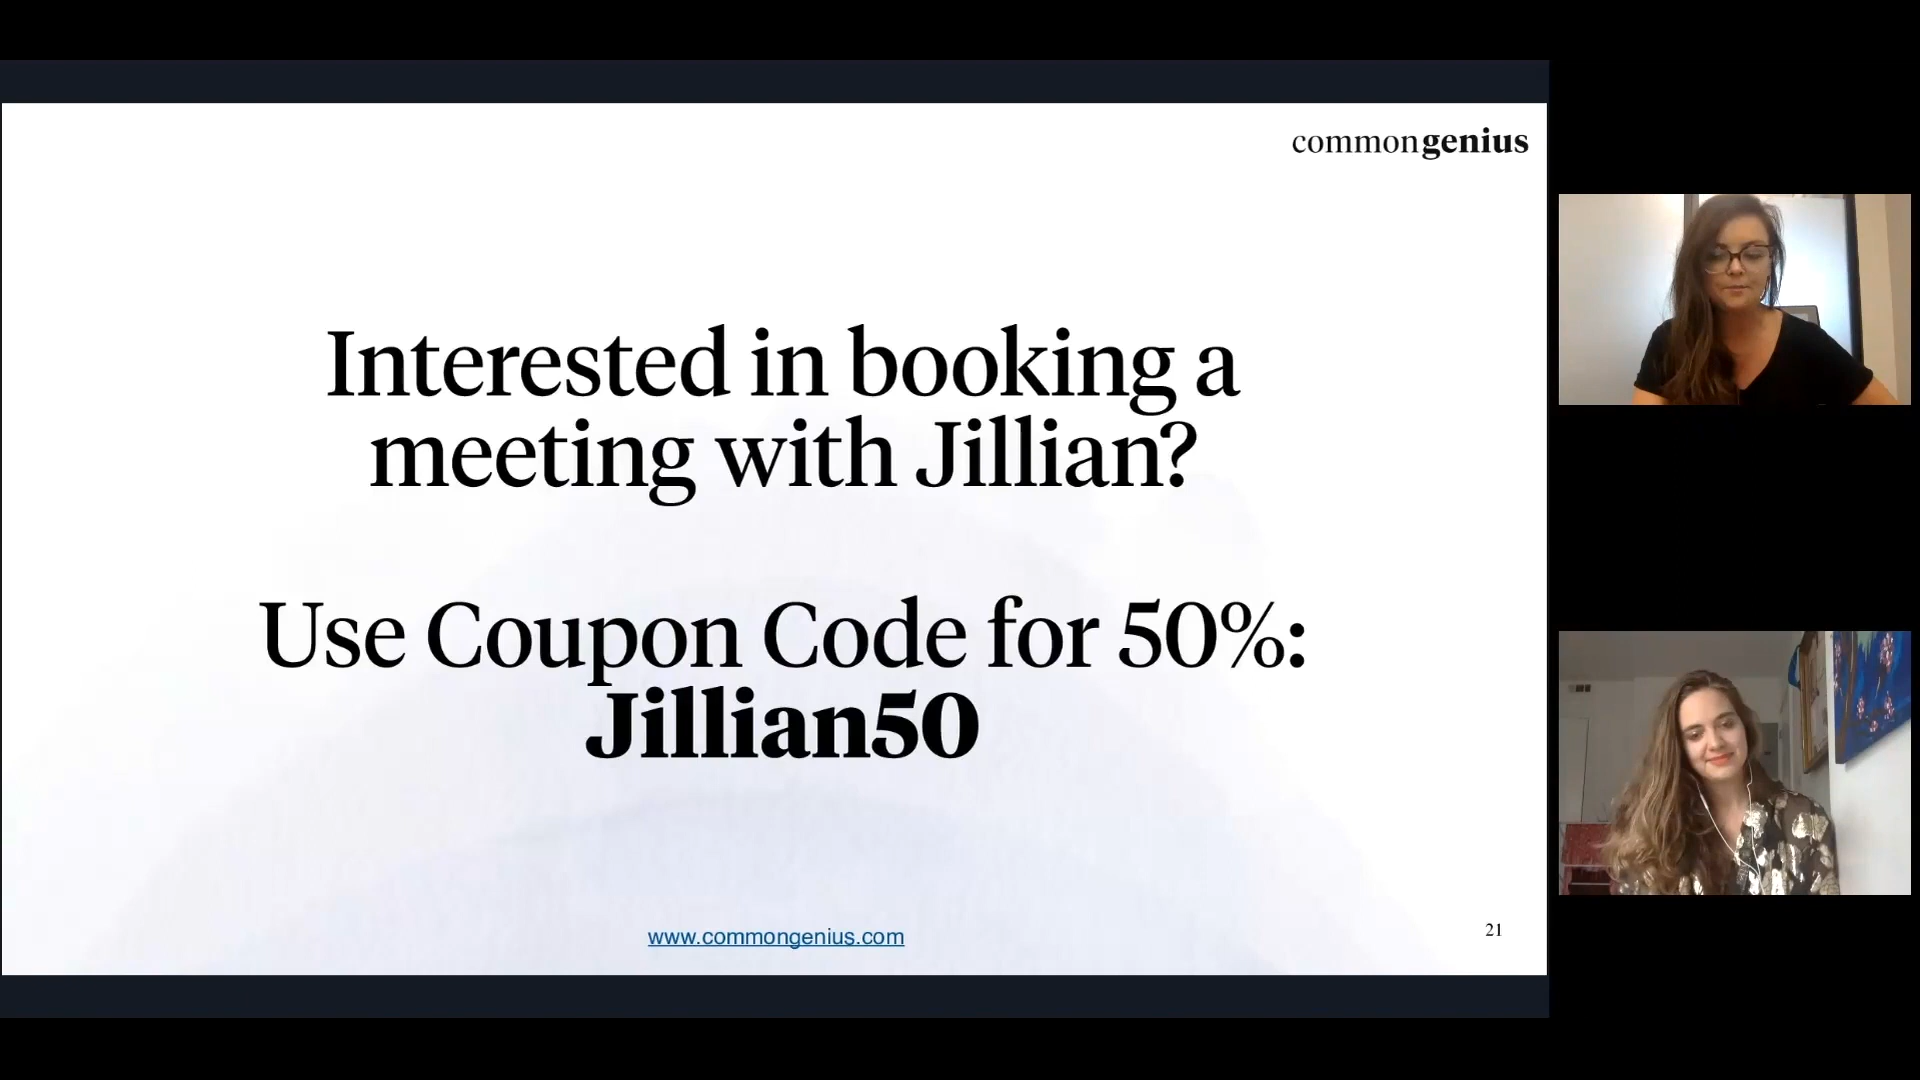 commongenius
Interested in booking a
meeting with Jillian?
Use Coupon Code for 50%:
Jillian50
www.commongenius.com
21